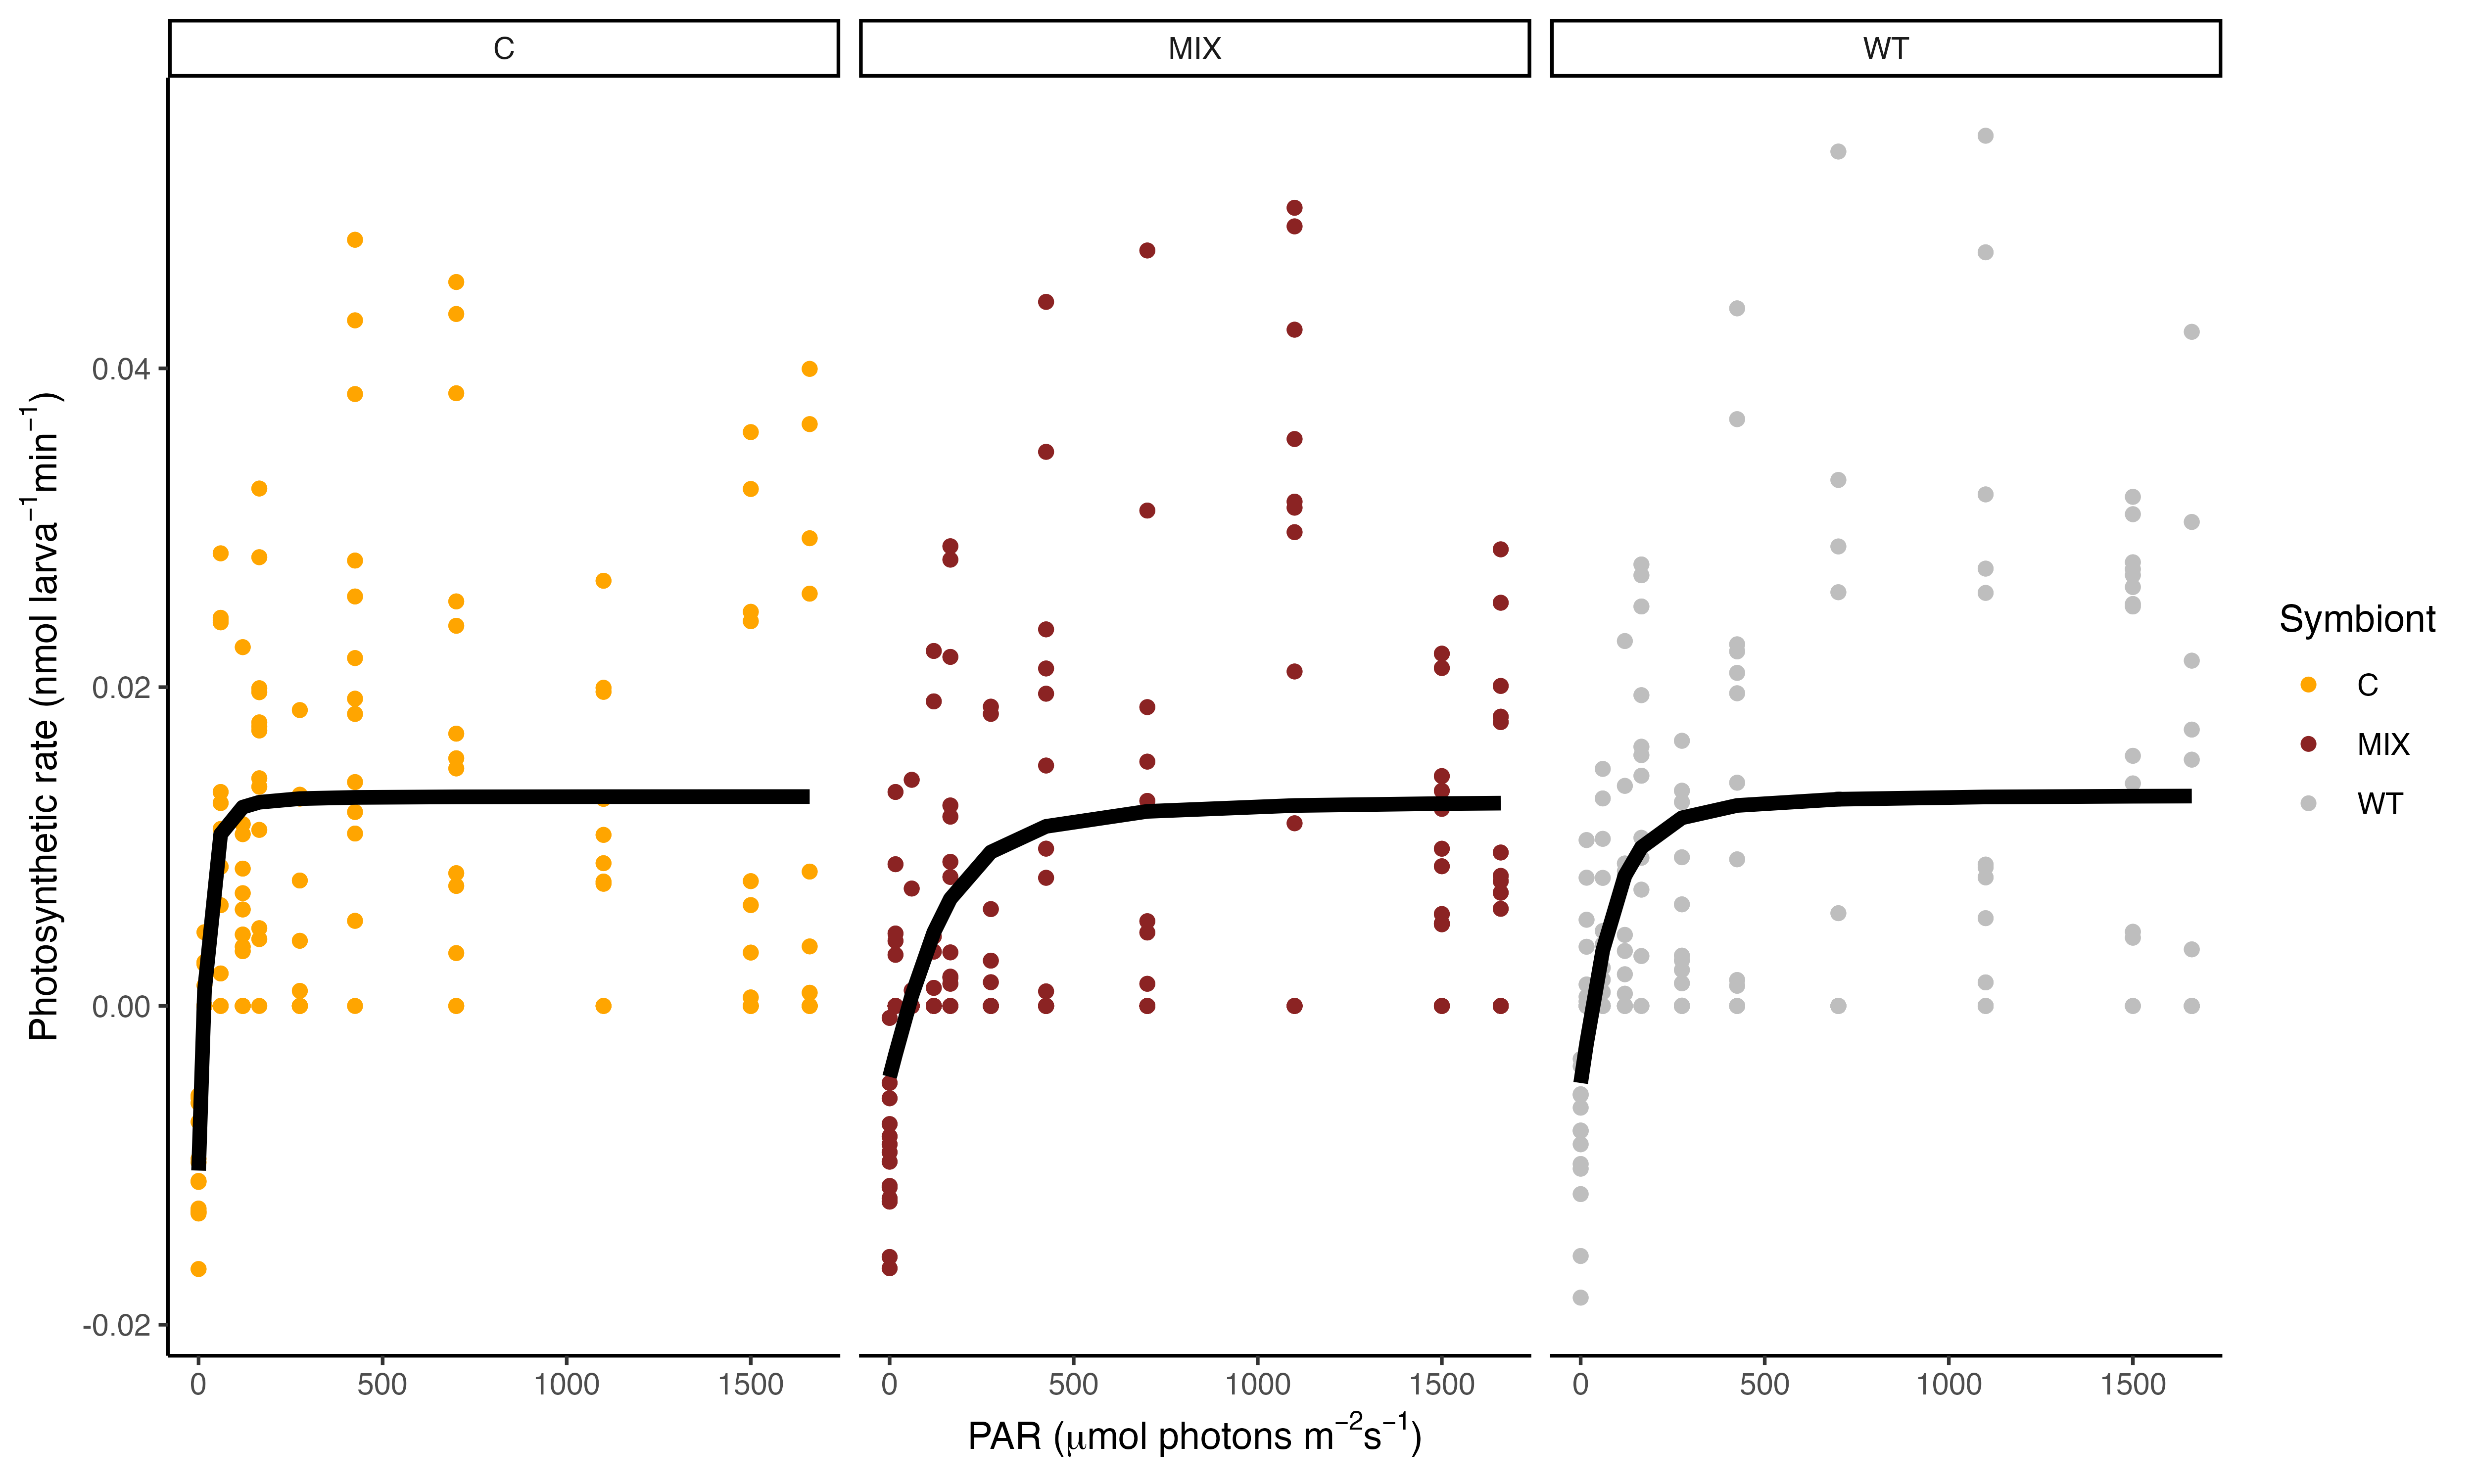 C MIX WT
Photosynthetic rate (nmol larva⁻¹min⁻¹)
0.04
0.02
0.00
-0.02
0 500 1000 1500 0 500 1000 1500 0 500 1000 1500
PAR (μmol photons m⁻²s⁻¹)
Symbiont
C
MIX
WT